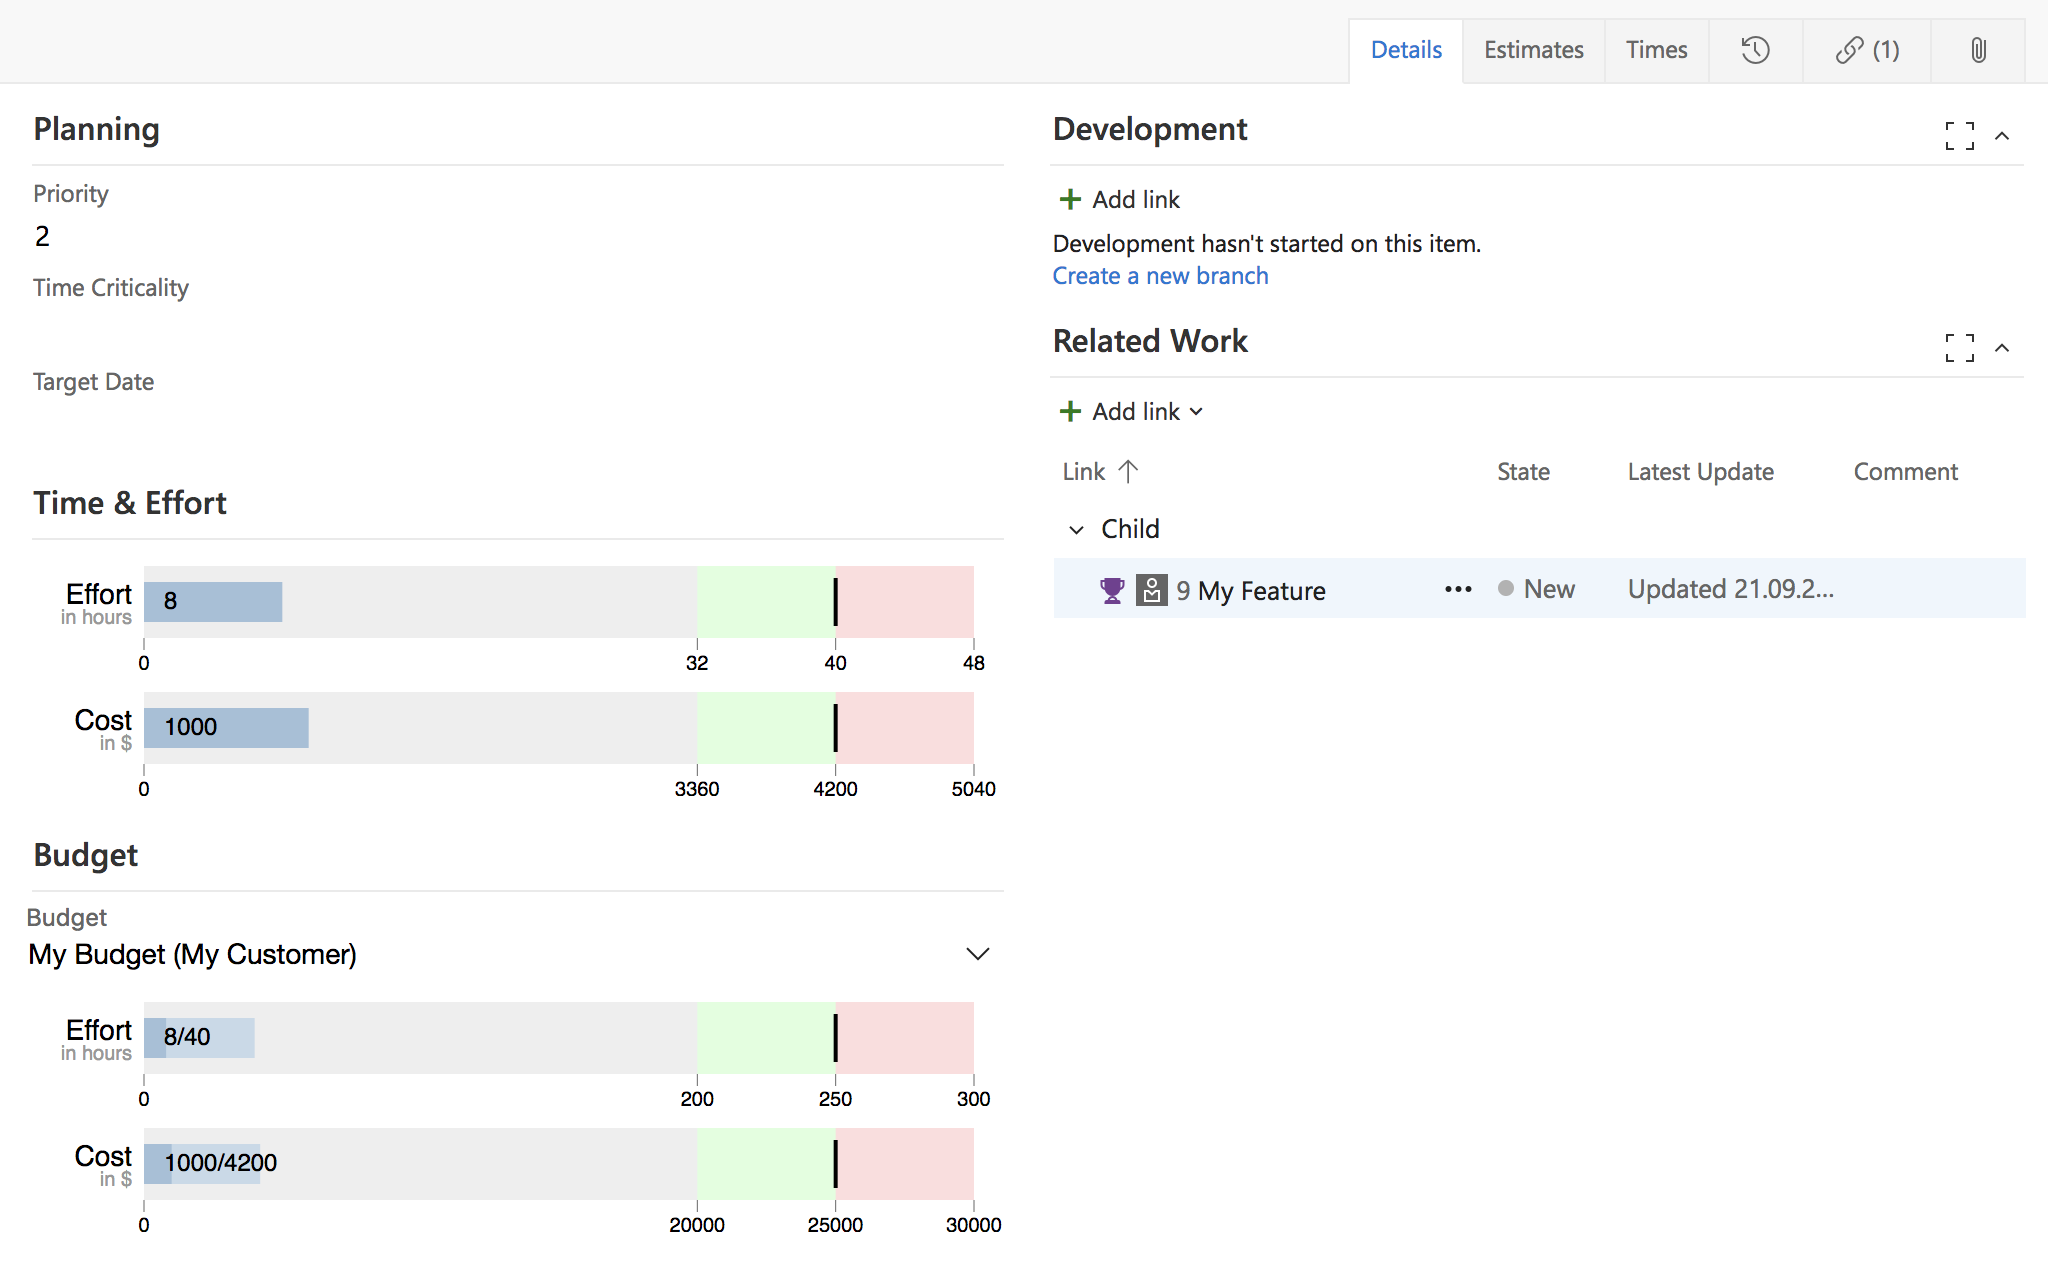 Details
Estimates
Times
(1)
Planning
Priority
2
Time Criticality
Target Date
Time & Effort
Effort
in hours
8
0
32
40
48
Cost
in $
1000
0
3360
4200
5040
Budget
Budget
My Budget (My Customer)
Effort
in hours
8/40
0
200
250
300
Cost
in $
1000/4200
0
20000
25000
30000
Development
Add link
Development hasn't started on this item.
Create a new branch
Related Work
Add link
Link State Latest Update Comment
Child
9 My Feature ••• New Updated 21.09.2...